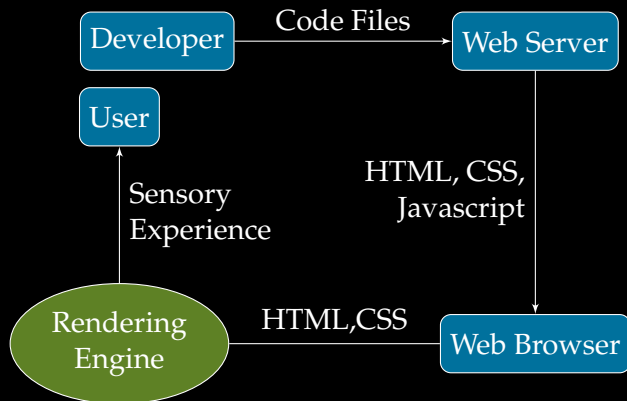 Developer
Code Files
Web Server
User
HTML, CSS,
Javascript
Sensory
Experience
Rendering
Engine
HTML,CSS
Web Browser